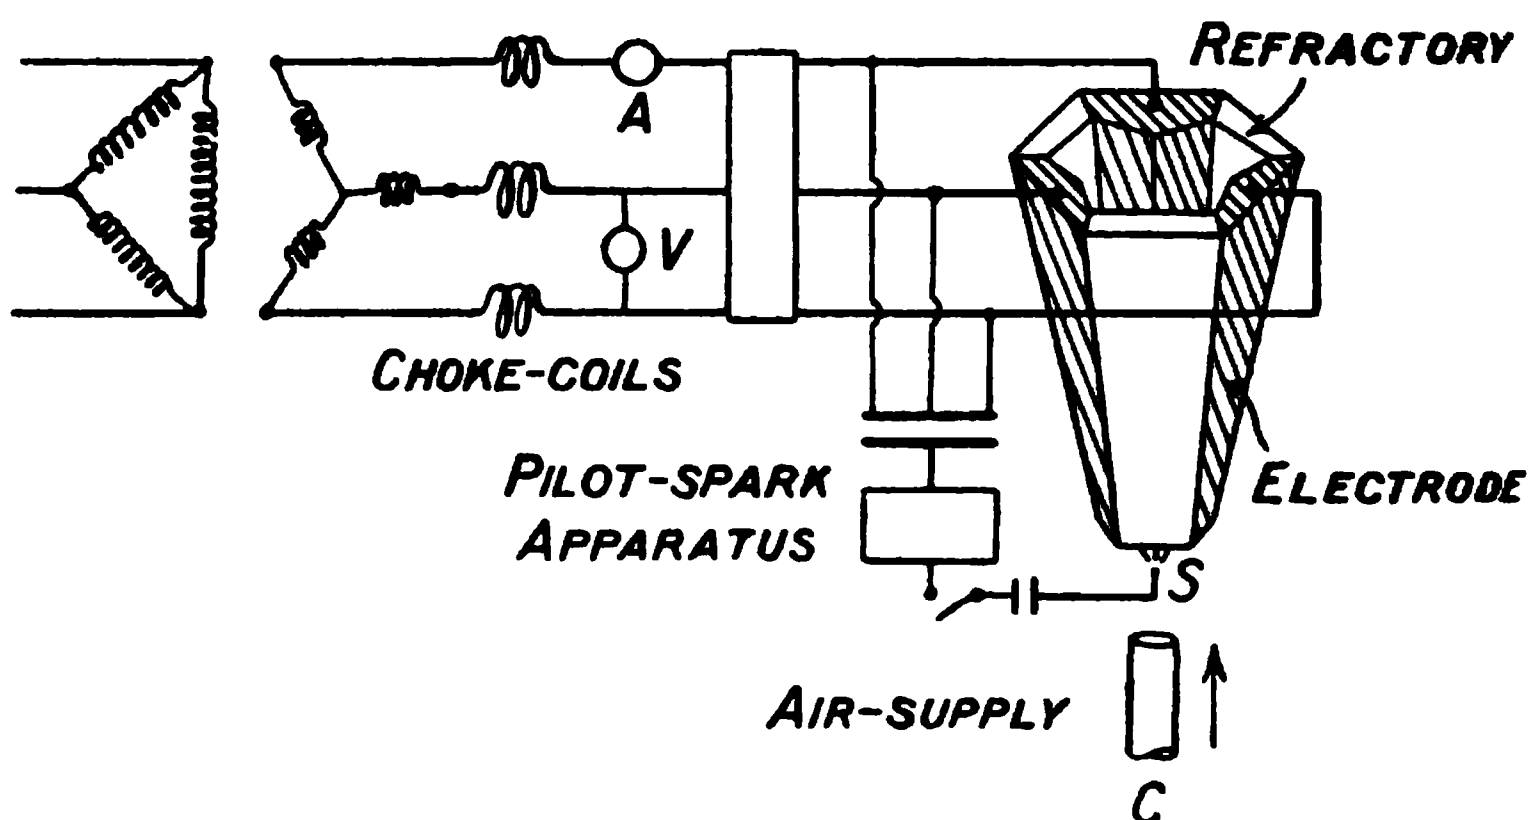 REFRACTORY
A
V
CHOKE-COILS
PILOT-SPARK
APPARATUS
ELECTRODE
S
AIR-SUPPLY
C